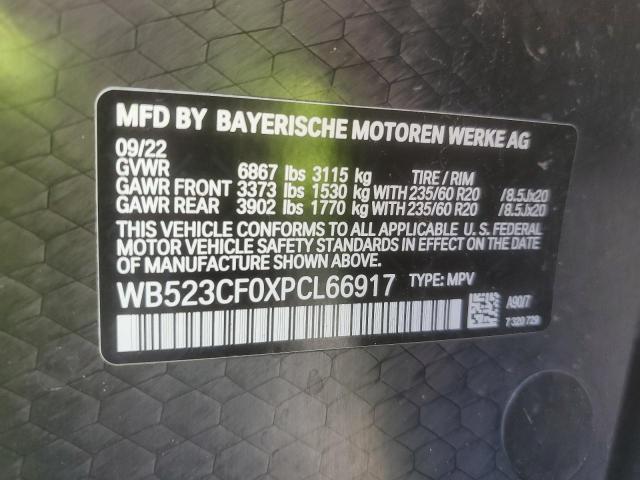 MFD BY BAYERISCHE MOTOREN WERKE AG
09/22
GVWR 6867 lbs 3115 kg TIRE / RIM
GAWR FRONT 3373 lbs 1530 kg WITH 235/60 R20 /8.5Jx20
GAWR REAR 3902 lbs 1770 kg WITH 235/60 R20 /8.5Jx20
THIS VEHICLE CONFORMS TO ALL APPLICABLE U.S. FEDERAL
MOTOR VEHICLE SAFETY STANDARDS IN EFFECT ON THE DATE
OF MANUFACTURE SHOWN ABOVE.
WB523CF0XPCL66917 TYPE: MPV
A90/7
7 320 729